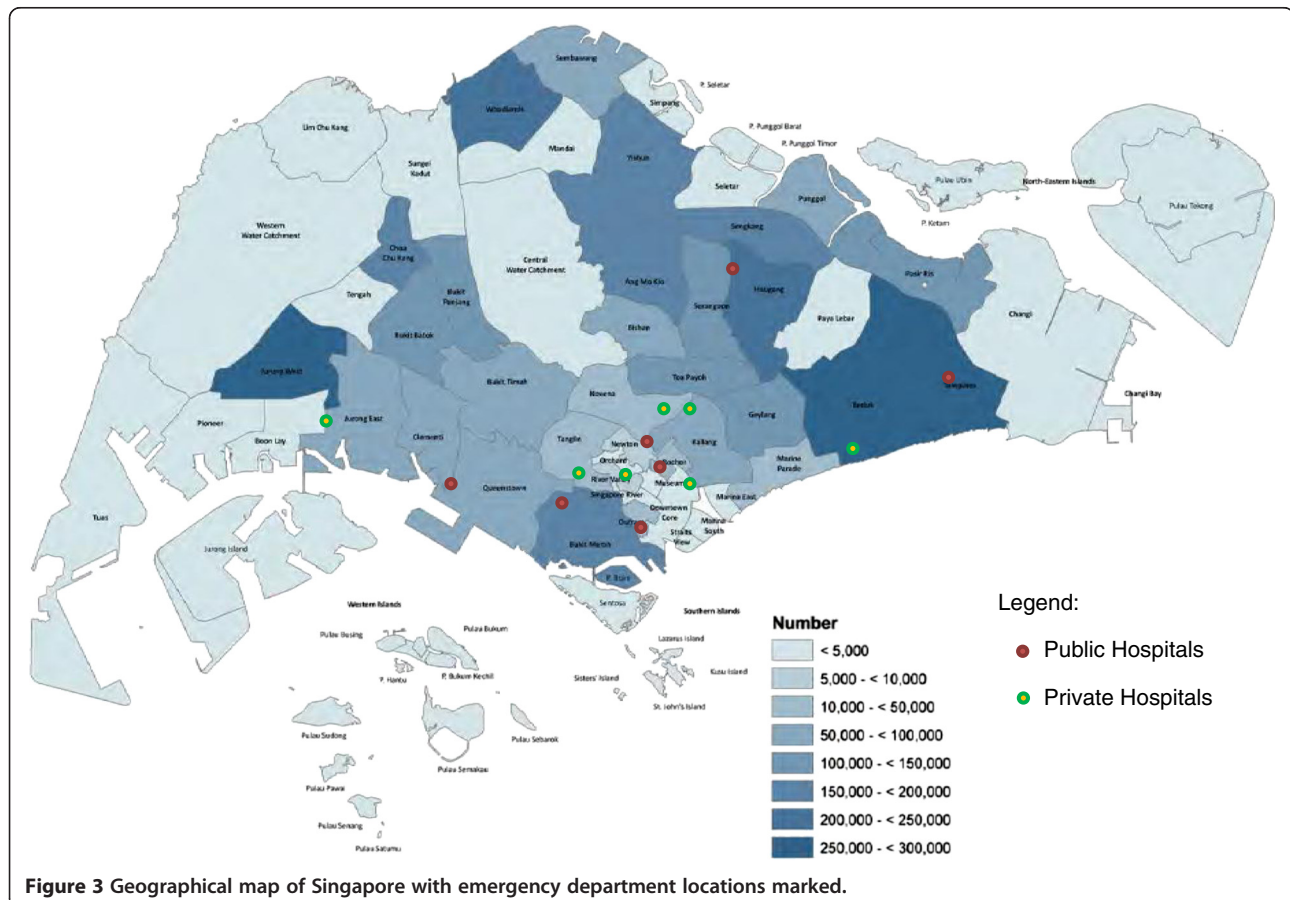 Sembawang
P. Seletar
Simpang
Woodlands
Lim Chu Kang
P. Punggol Barat
P. Punggol Timor
Mandai
Yishun
Sungei
Kadut
Seletar
Pulau Ubin
North-Eastern Islands
Punggol
Pulau Tekong
P. Ketam
Western
Water Catchment
Sengkang
Choa
Chu Kang
Central
Water Catchment
Pasir Ris
Ang Mo Kio
Hougang
Bukit
Panjang
Tengah
Serangoon
Paya Lebar
Changi
Bishan
Bukit Batok
Jurong West
Toa Payoh
Bukit Timah
Tampines
Novena
Changi Bay
Bedok
Geylang
Pioneer
Jurong East
Boon Lay
Clementi
Tanglin
Newton
Kallang
Orchard
Rochor
Marine
Parade
River Valley
Museum
Queenstown
Singapore River
Marina East
Downtown
Core
Outram
Marina
South
Tuas
Straits
View
Bukit Merah
Jurong Island
P. Brani
Sentosa
Western Islands
Southern Islands
Pulau Busing
Pulau Bukum
Lazarus Island
P. Hantu
P. Bukum Kechil
Sisters' Island
Kusu Island
St. John's Island
Pulau Sudong
Pulau Sebarok
Pulau Semakau
Pulau Pawai
Pulau Senang
Pulau Satumu
Number
< 5,000
5,000 - < 10,000
10,000 - < 50,000
50,000 - < 100,000
100,000 - < 150,000
150,000 - < 200,000
200,000 - < 250,000
250,000 - < 300,000
Legend:
Public Hospitals
Private Hospitals
Figure 3 Geographical map of Singapore with emergency department locations marked.